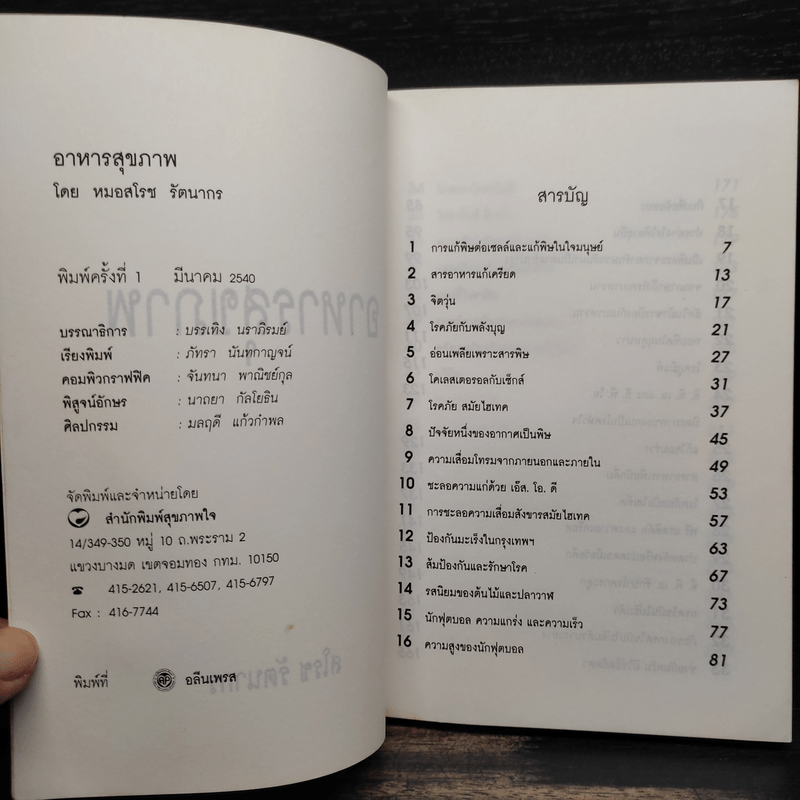 อาหารสุขภาพ
โดย หมอสโรช รัตนากร
พิมพ์ครั้งที่ 1 มีนาคม 2540
บรรณาธิการ : บรรเทิง นราภิรมย์
เรียงพิมพ์ : ภัทรา นันทกาญจน์
คอมพิวกราฟฟิค : จันทนา พาณิชย์กุล
พิสูจน์อักษร : นาถยา กัลโยธิน
ศิลปกรรม : มลฤดี แก้วกำพล
จัดพิมพ์และจำหน่ายโดย
สำนักพิมพ์สุขภาพใจ
14/349-350 หมู่ 10 ถ.พระราม 2
แขวงบางมด เขตจอมทอง กทม. 10150
☎ 415-2621, 415-6507, 415-6797
Fax : 416-7744
พิมพ์ที่ อลีนเพรส
สารบัญ
1 การแก้พิษต่อเซลล์และแก้พิษในใจมนุษย์ 7
2 สารอาหารแก้เครียด 13
3 จิตวุ่น 17
4 โรคภัยกับพลังบุญ 21
5 อ่อนเพลียเพราะสารพิษ 27
6 โคเลสเตอรอลกับเซ็กส์ 31
7 โรคภัย สมัยไฮเทค 37
8 ปัจจัยหนึ่งของอากาศเป็นพิษ 45
9 ความเสื่อมโทรมจากภายนอกและภายใน 49
10 ชะลอความแก่ด้วย เอ็ส. โอ. ดี 53
11 การชะลอความเสื่อมสังขารสมัยไฮเทค 57
12 ป้องกันมะเร็งในกรุงเทพฯ 63
13 ส้มป้องกันและรักษาโรค 67
14 รสนิยมของต้นไม้และปลาวาฬ 73
15 นักฟุตบอล ความแกร่ง และความเร็ว 77
16 ความสูงของนักฟุตบอล 81